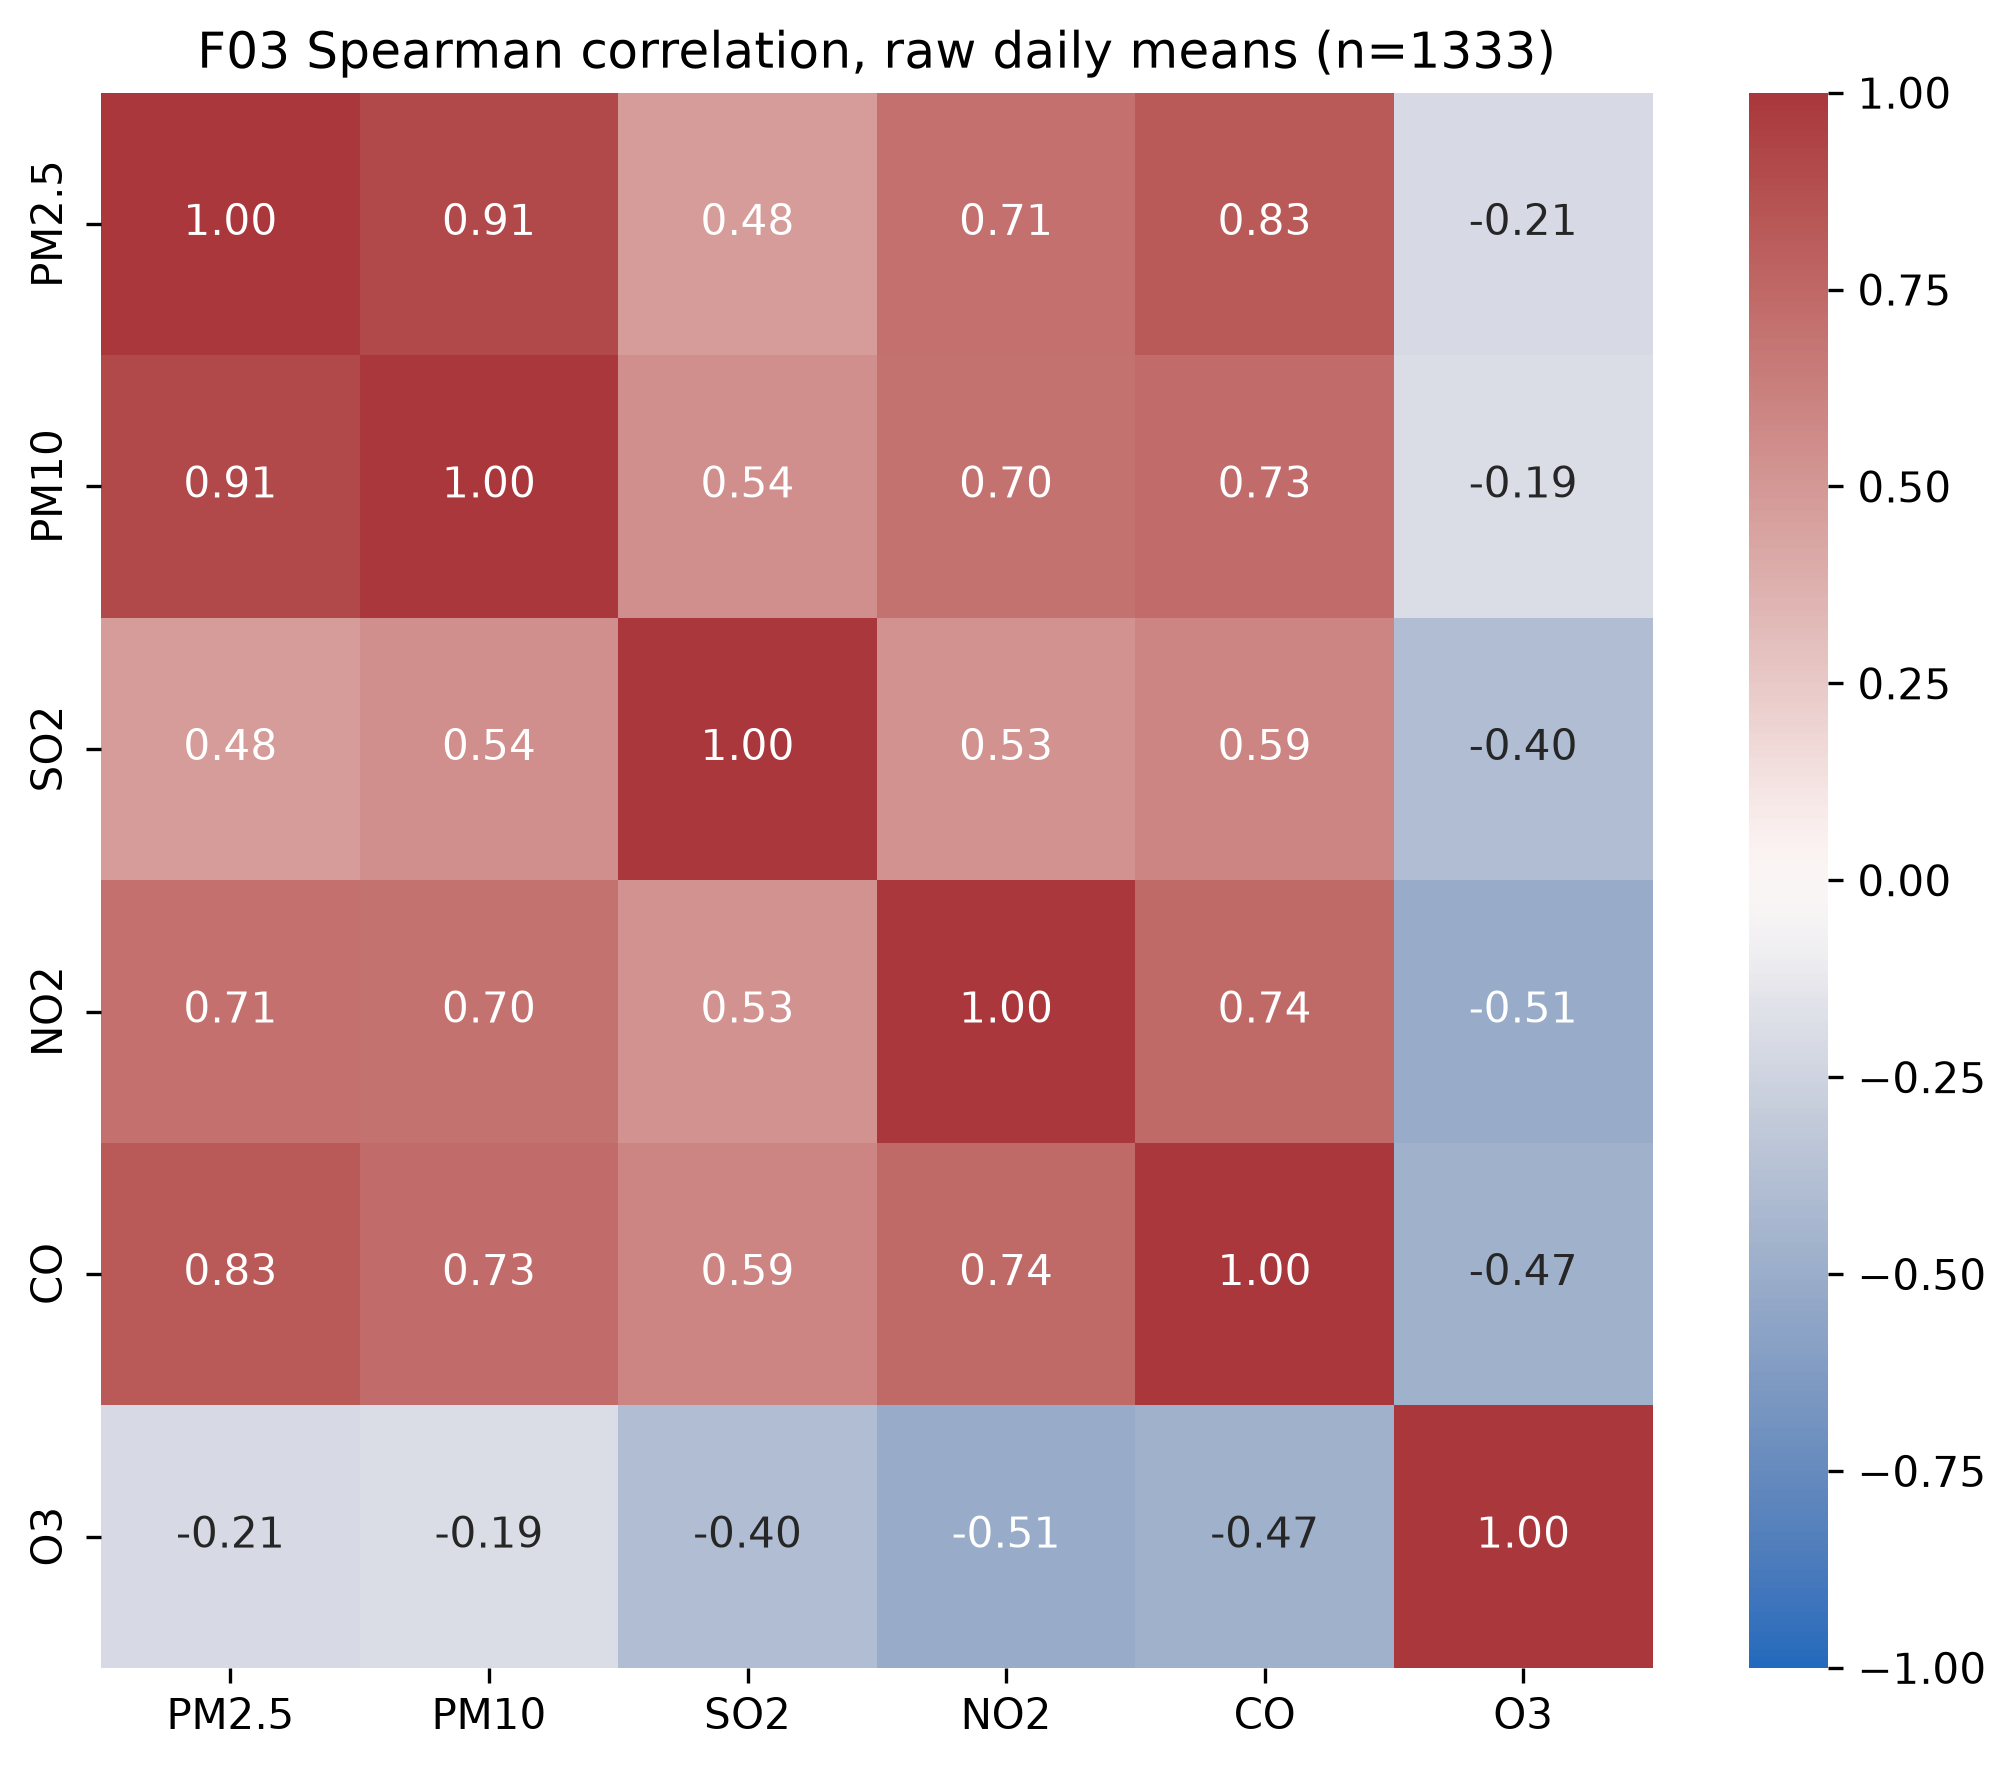 F03 Spearman correlation, raw daily means (n=1333)
PM2.5 1.00 0.91 0.48 0.71 0.83 -0.21
PM10 0.91 1.00 0.54 0.70 0.73 -0.19
SO2 0.48 0.54 1.00 0.53 0.59 -0.40
NO2 0.71 0.70 0.53 1.00 0.74 -0.51
CO 0.83 0.73 0.59 0.74 1.00 -0.47
O3 -0.21 -0.19 -0.40 -0.51 -0.47 1.00
PM2.5 PM10 SO2 NO2 CO O3
1.00
0.75
0.50
0.25
0.00
−0.25
−0.50
−0.75
−1.00